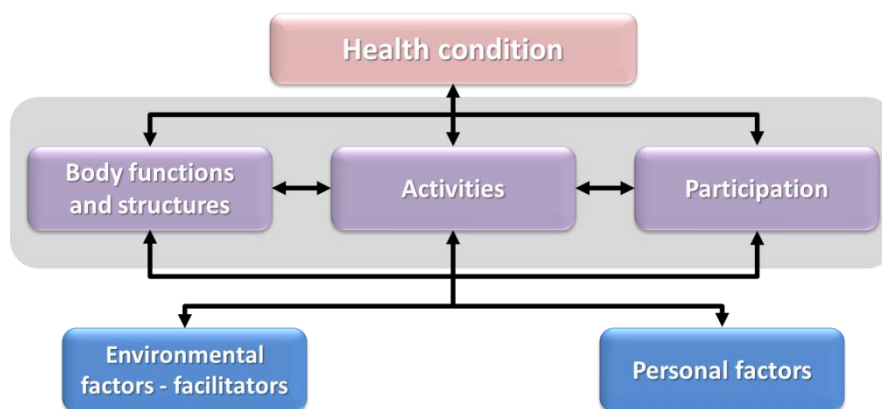 Health condition
Body functions
and structures
Activities
Participation
Environmental
factors - facilitators
Personal factors